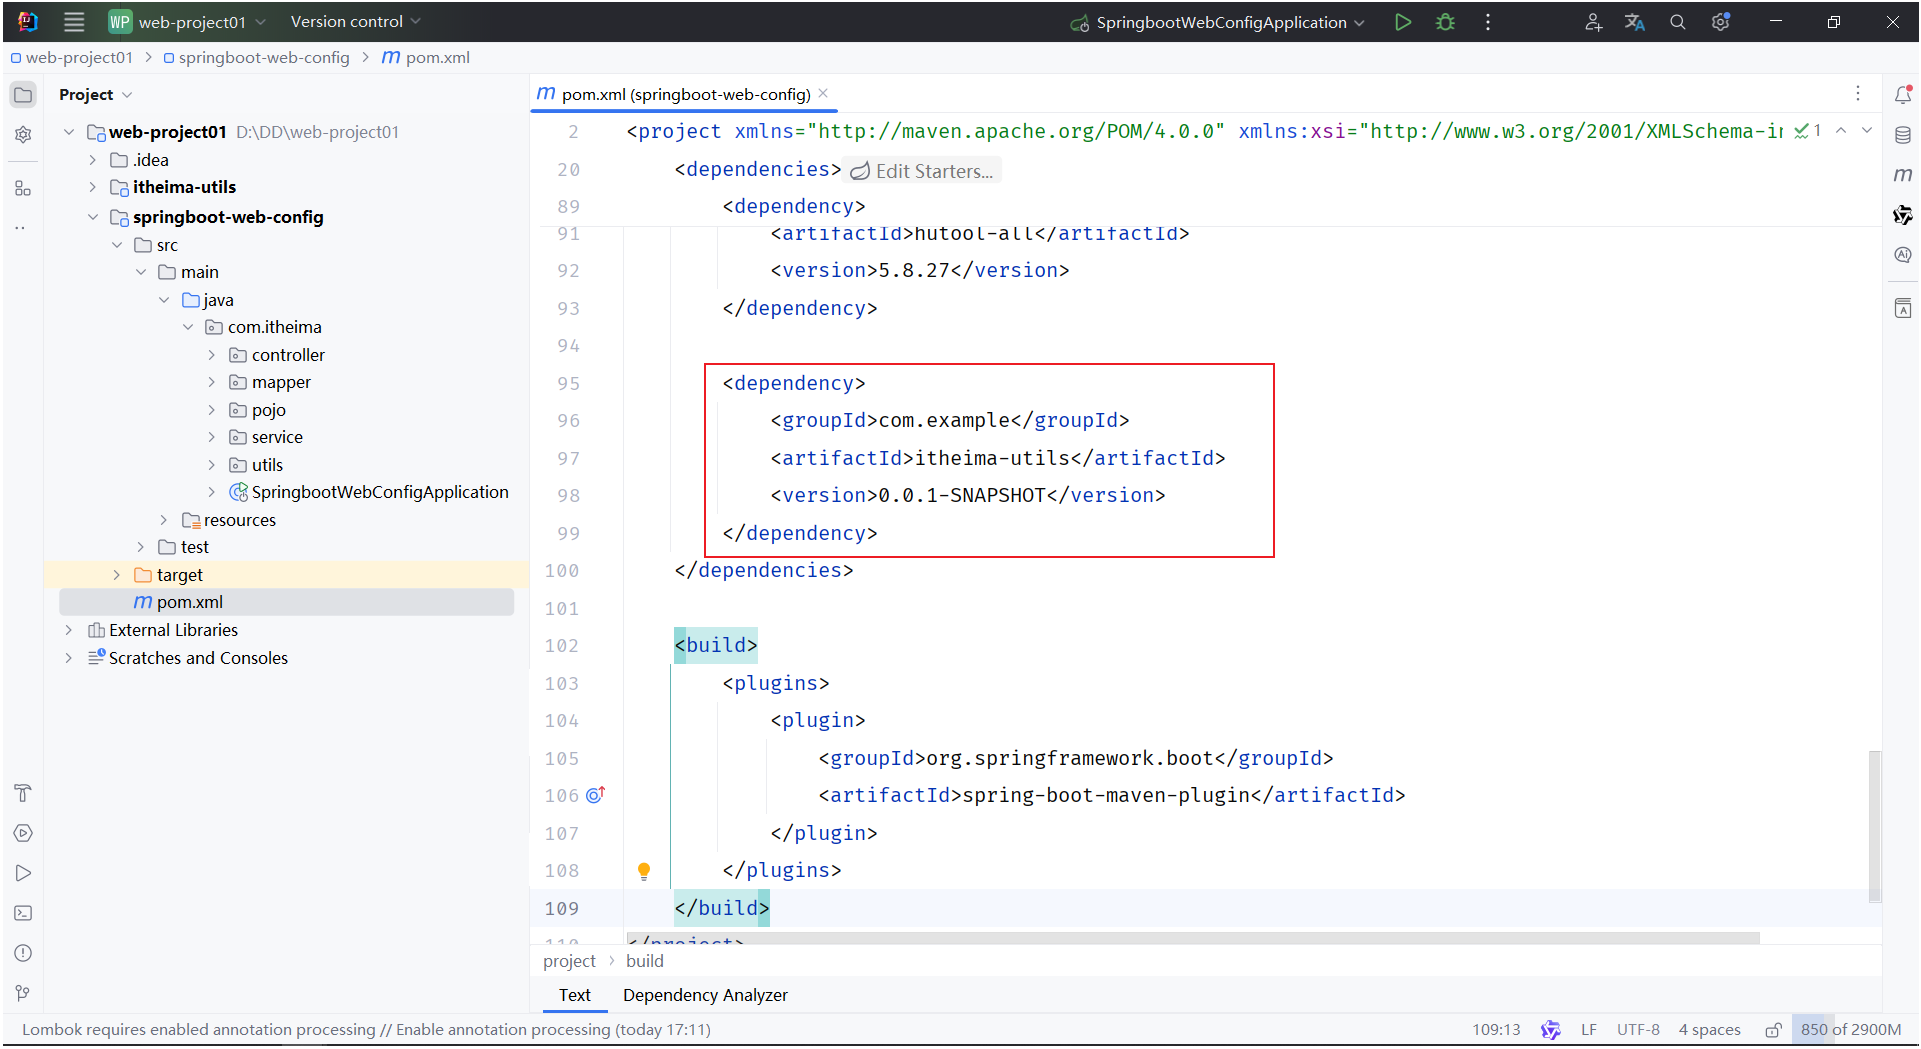 WP web-project01 Version control SpringbootWebConfigApplication
web-project01 > springboot-web-config > m pom.xml
Project
m pom.xml (springboot-web-config)
web-project01 D:\DD\web-project01
.idea
itheima-utils
springboot-web-config
src
main
java
com.itheima
controller
mapper
pojo
service
utils
SpringbootWebConfigApplication
resources
test
target
m pom.xml
External Libraries
Scratches and Consoles
2 <project xmlns="http://maven.apache.org/POM/4.0.0" xmlns:xsi="http://www.w3.org/2001/XMLSchema-in 1
20 <dependencies> Edit Starters...
89 <dependency>
91 <artifactId>hutool-all</artifactId>
92 <version>5.8.27</version>
93 </dependency>
94
95 <dependency>
96 <groupId>com.example</groupId>
97 <artifactId>itheima-utils</artifactId>
98 <version>0.0.1-SNAPSHOT</version>
99 </dependency>
100 </dependencies>
101
102 <build>
103 <plugins>
104 <plugin>
105 <groupId>org.springframework.boot</groupId>
106 <artifactId>spring-boot-maven-plugin</artifactId>
107 </plugin>
108 </plugins>
109 </build>
110 </project>
project > build
Text Dependency Analyzer
Lombok requires enabled annotation processing // Enable annotation processing (today 17:11) 109:13 LF UTF-8 4 spaces 850 of 2900M